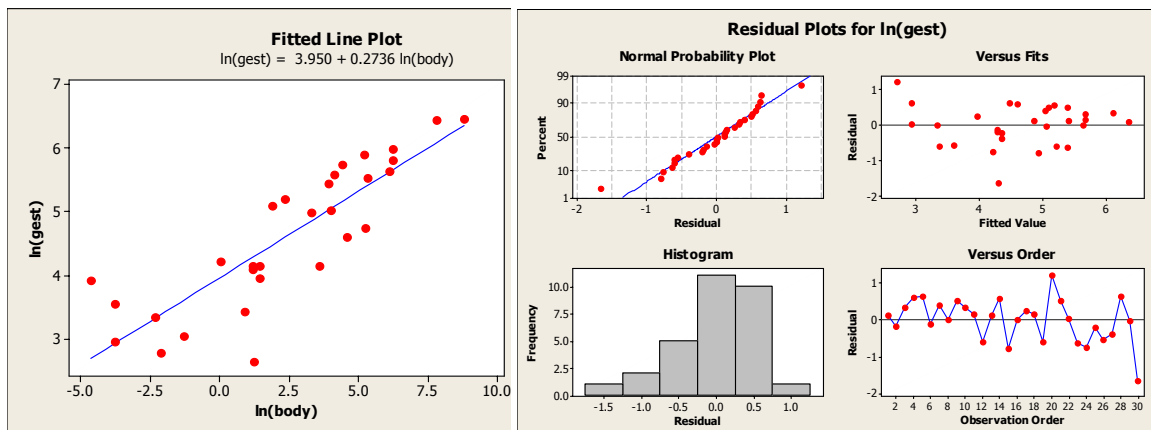 Fitted Line Plot
ln(gest) = 3.950 + 0.2736 ln(body)
7
6
5
4
3
ln(gest)
-5.0 -2.5 0.0 2.5 5.0 7.5 10.0
ln(body)
Residual Plots for ln(gest)
Normal Probability Plot
99
90
50
10
1
Percent
-2 -1 0 1 2
Residual
Versus Fits
1
0
-1
-2
Residual
3 4 5 6
Fitted Value
Histogram
10.0
7.5
5.0
2.5
0.0
Frequency
-1.5 -1.0 -0.5 0.0 0.5 1.0
Residual
Versus Order
1
0
-1
-2
Residual
2 4 6 8 10 12 14 16 18 20 22 24 26 28 30
Observation Order